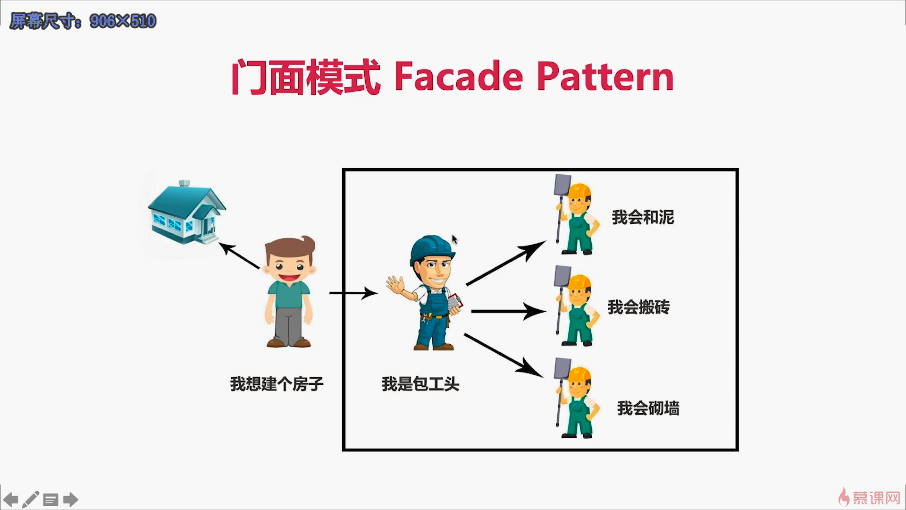 屏幕尺寸：906×510
门面模式 Facade Pattern
我会和泥
我会搬砖
我想建个房子
我是包工头
我会砌墙
慕课网